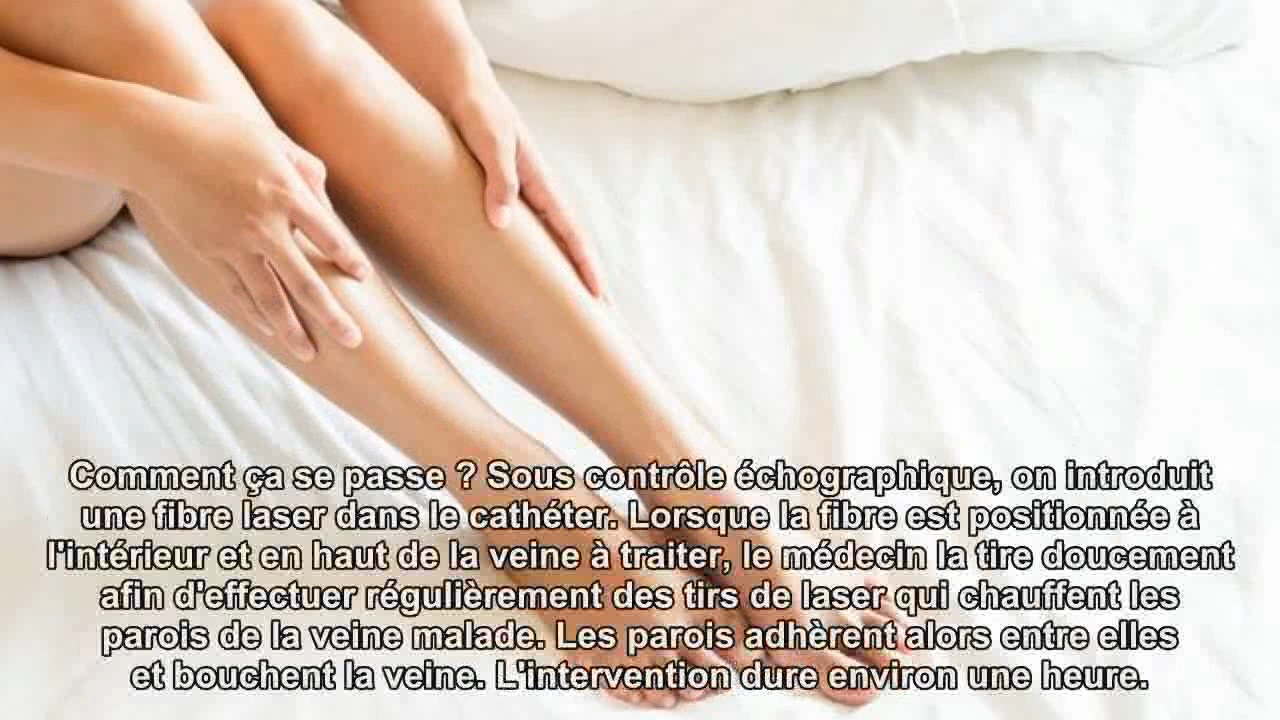 Comment ça se passe ? Sous contrôle échographique, on introduit
une fibre laser dans le cathéter. Lorsque la fibre est positionnée à
l'intérieur et en haut de la veine à traiter, le médecin la tire doucement
afin d'effectuer régulièrement des tirs de laser qui chauffent les
parois de la veine malade. Les parois adhèrent alors entre elles
et bouchent la veine. L'intervention dure environ une heure.